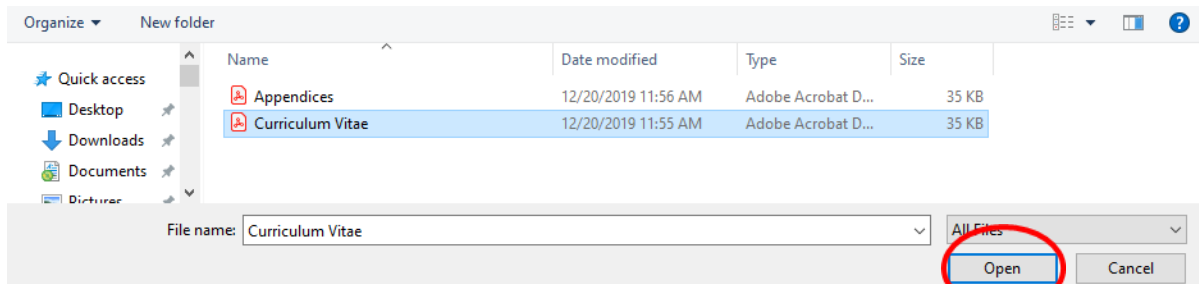 Organize New folder ?
Name Date modified Type Size
Quick access
Appendices 12/20/2019 11:56 AM Adobe Acrobat D... 35 KB
Desktop
Curriculum Vitae 12/20/2019 11:55 AM Adobe Acrobat D... 35 KB
Downloads
Documents
Pictures
File name: Curriculum Vitae All Files
Open Cancel